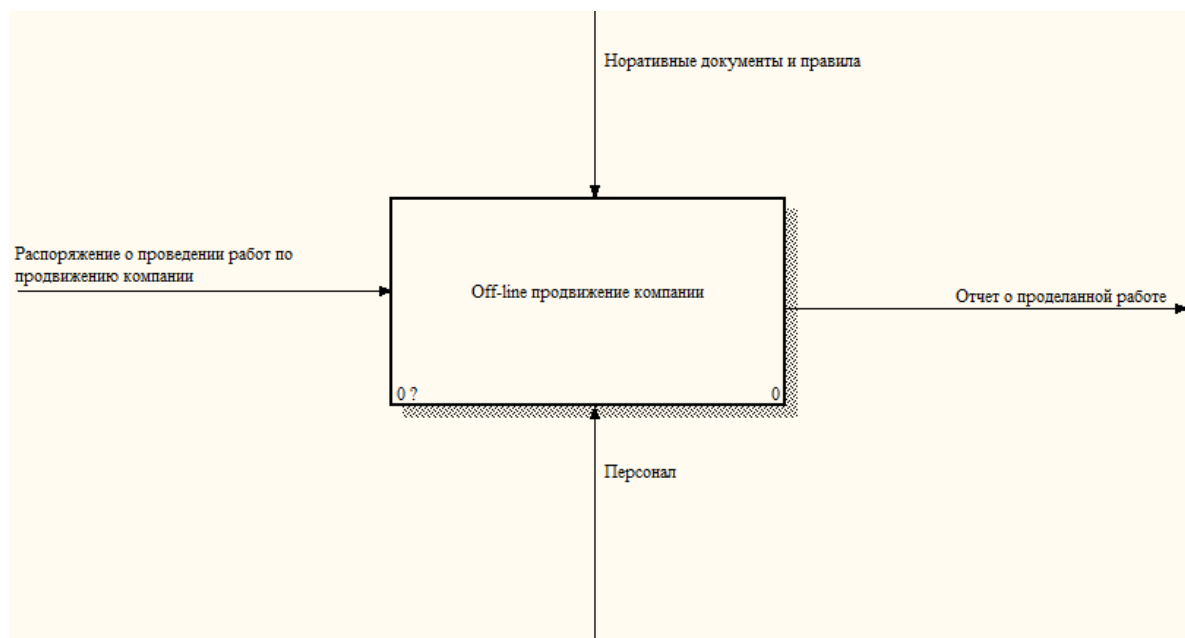 Норативные документы и правила
Распоряжение о проведении работ по
продвижению компании
Off-line продвижение компании
Отчет о проделанной работе
0 ?
0
Персонал